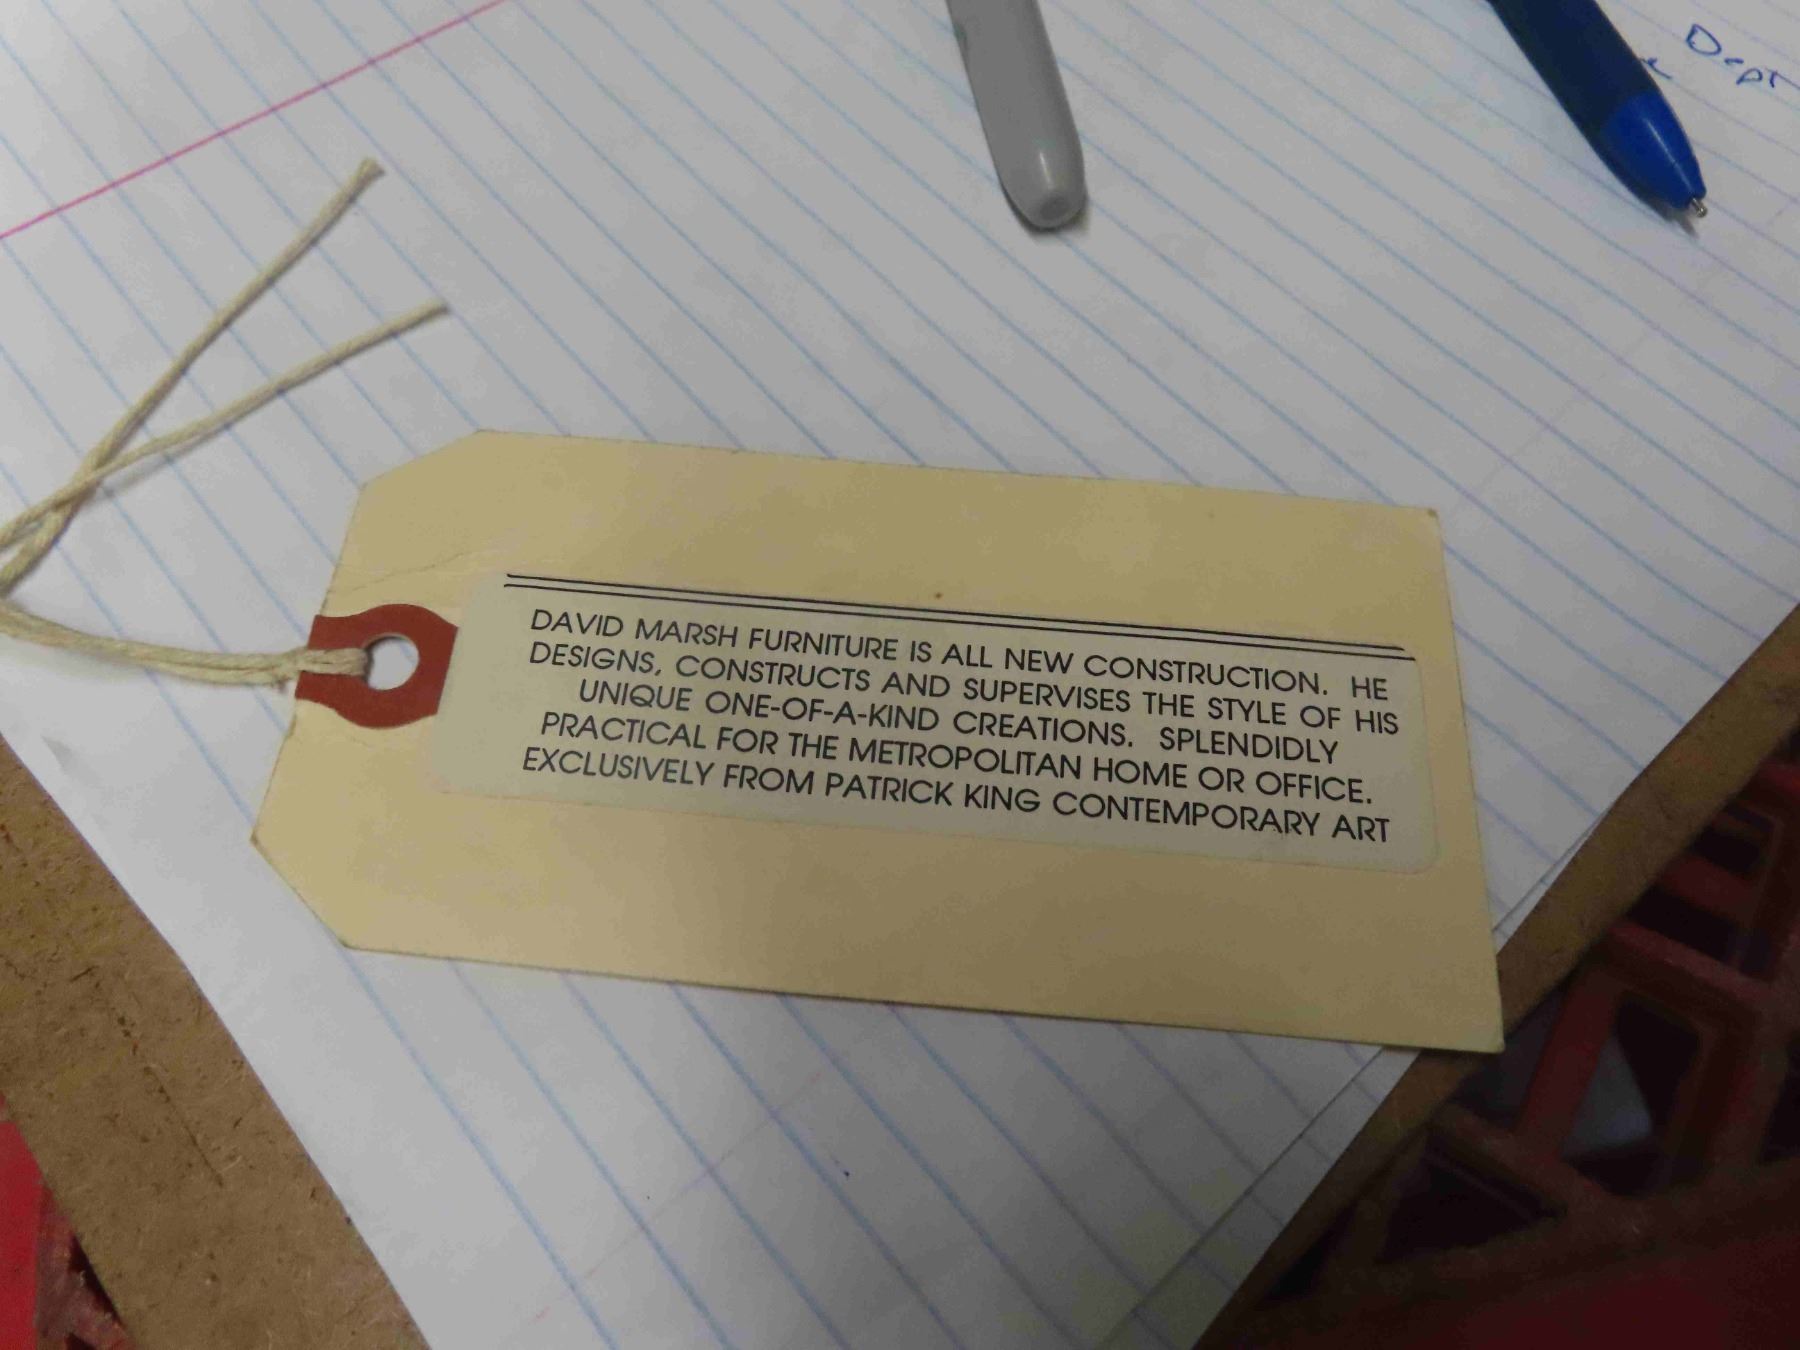 Dept
DAVID MARSH FURNITURE IS ALL NEW CONSTRUCTION. HE
DESIGNS, CONSTRUCTS AND SUPERVISES THE STYLE OF HIS
UNIQUE ONE-OF-A-KIND CREATIONS. SPLENDIDLY
PRACTICAL FOR THE METROPOLITAN HOME OR OFFICE.
EXCLUSIVELY FROM PATRICK KING CONTEMPORARY ART